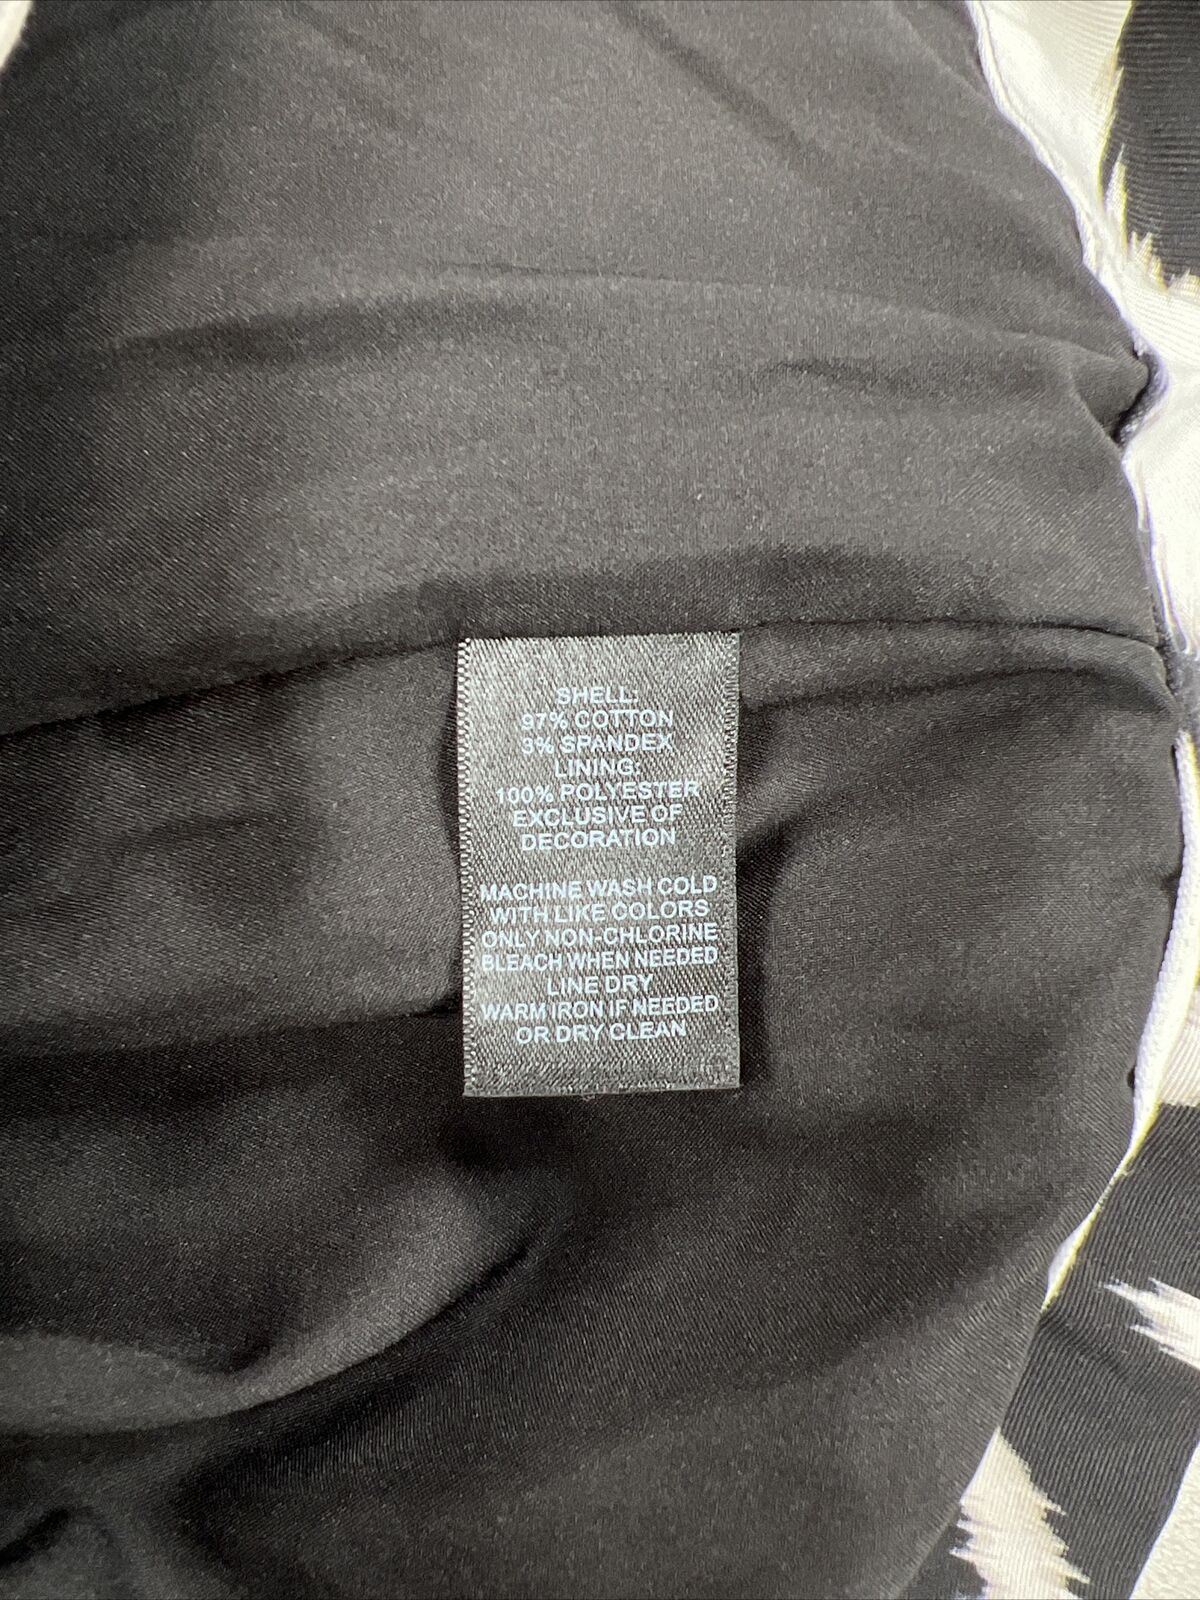 SHELL:
97% COTTON
3% SPANDEX
LINING:
100% POLYESTER
EXCLUSIVE OF
DECORATION
MACHINE WASH COLD
WITH LIKE COLORS
ONLY NON-CHLORINE
BLEACH WHEN NEEDED
LINE DRY
WARM IRON IF NEEDED
OR DRY CLEAN